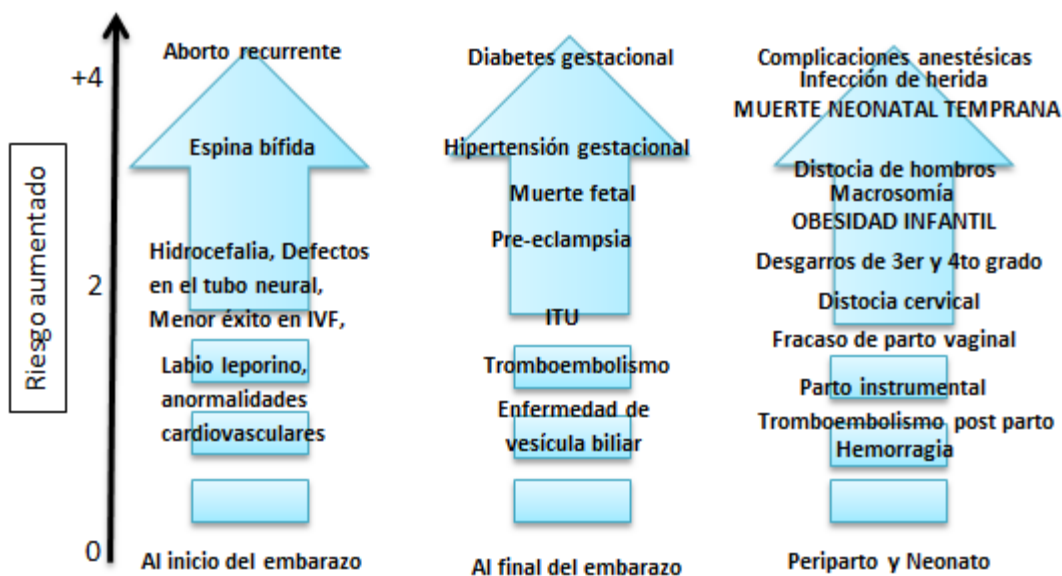 Riesgo aumentado
+4
2
0
Aborto recurrente
Espina bífida
Hidrocefalia, Defectos
en el tubo neural,
Menor éxito en IVF,
Labio leporino,
anormalidades
cardiovasculares
Al inicio del embarazo
Diabetes gestacional
Hipertensión gestacional
Muerte fetal
Pre-eclampsia
ITU
Tromboembolismo
Enfermedad de
vesícula biliar
Al final del embarazo
Complicaciones anestésicas
Infección de herida
MUERTE NEONATAL TEMPRANA
Distocia de hombros
Macrosomía
OBESIDAD INFANTIL
Desgarros de 3er y 4to grado
Distocia cervical
Fracaso de parto vaginal
Parto instrumental
Tromboembolismo post parto
Hemorragia
Periparto y Neonato